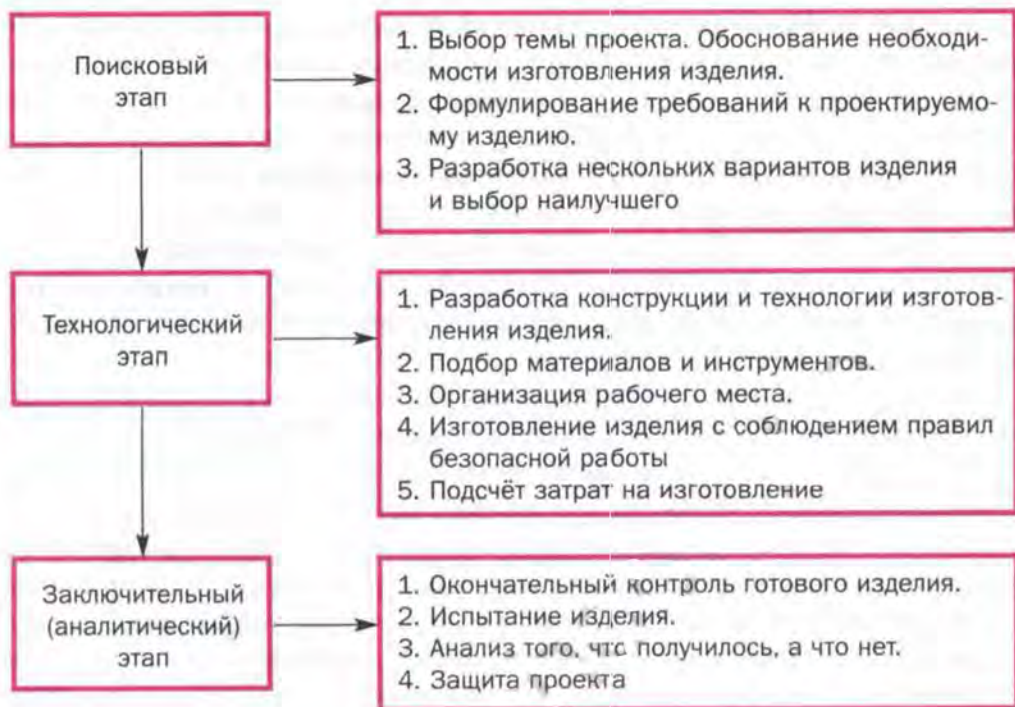 Поисковый
этап
1. Выбор темы проекта. Обоснование необходи-
мости изготовления изделия.
2. Формулирование требований к проектируемо-
му изделию.
3. Разработка нескольких вариантов изделия
и выбор наилучшего
Технологический
этап
1. Разработка конструкции и технологии изготов-
ления изделия.
2. Подбор материалов и инструментов.
3. Организация рабочего места.
4. Изготовление изделия с соблюдением правил
безопасной работы
5. Подсчёт затрат на изготовление
Заключительный
(аналитический)
этап
1. Окончательный контроль готового изделия.
2. Испытание изделия.
3. Анализ того, что получилось, а что нет.
4. Защита проекта